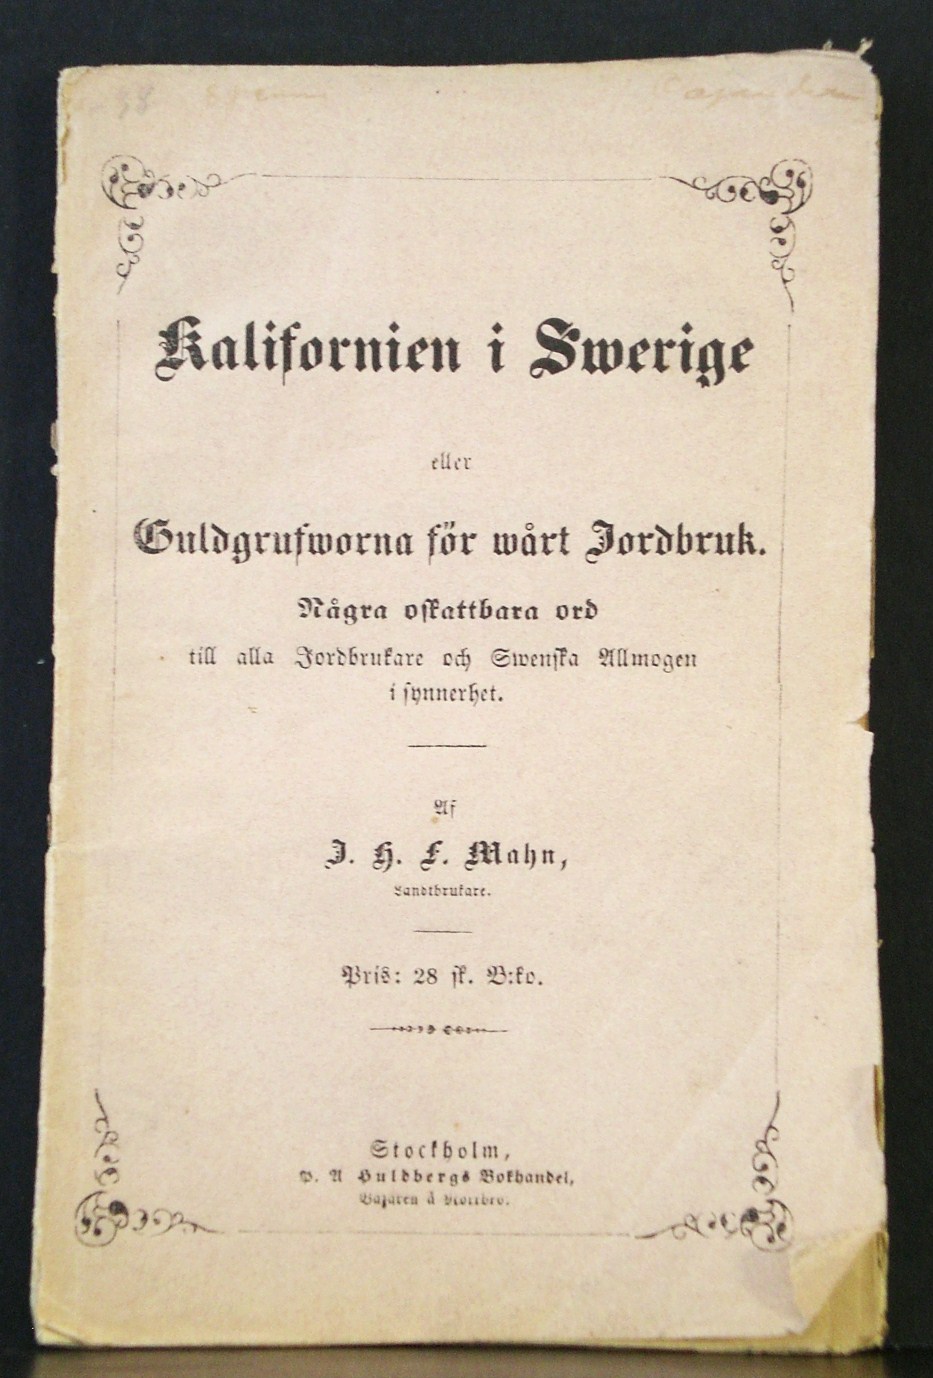 Kalifornien i Swerige
eller
Guldgrufworna för wårt Jordbruk.
Några oskattbara ord
till alla Jordbrukare och Swenska Allmogen
i synnerhet.
Af
J. H. F. Mahn,
Landtbrukare.
Pris: 28 sk. B:ko.
Stockholm,
P. A Huldbergs Bokhandel,
Bazaren å Norrbro.